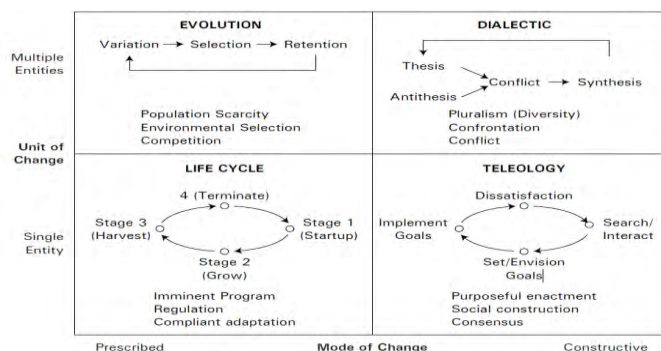 EVOLUTION
Variation Selection Retention
Population Scarcity
Environmental Selection
Competition
DIALECTIC
Thesis
Conflict Synthesis
Antithesis
Pluralism (Diversity)
Confrontation
Conflict
Multiple
Entities
Unit of
Change
LIFE CYCLE
4 (Terminate)
Stage 3
(Harvest)
Stage 1
(Startup)
Stage 2
(Grow)
Imminent Program
Regulation
Compliant adaptation
TELEOLOGY
Dissatisfaction
Implement
Goals
Search/
Interact
Set/Envision
Goals
Purposeful enactment
Social construction
Consensus
Single
Entity
Prescribed Mode of Change Constructive